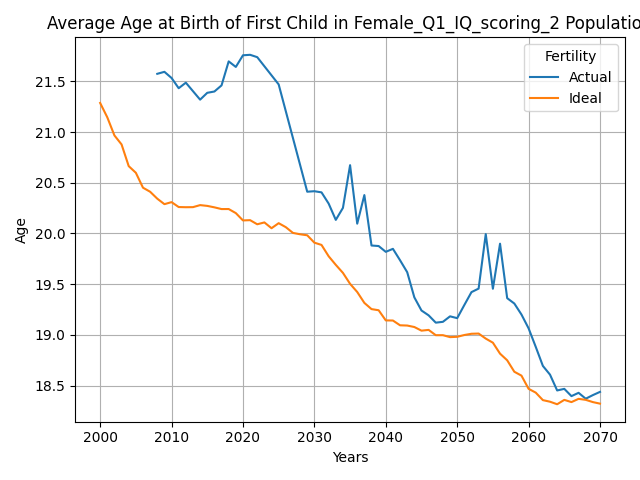 Average Age at Birth of First Child in Female_Q1_IQ_scoring_2 Populatio
Fertility
Actual
Ideal
21.5
21.0
20.5
20.0
19.5
19.0
18.5
Age
2000 2010 2020 2030 2040 2050 2060 2070
Years